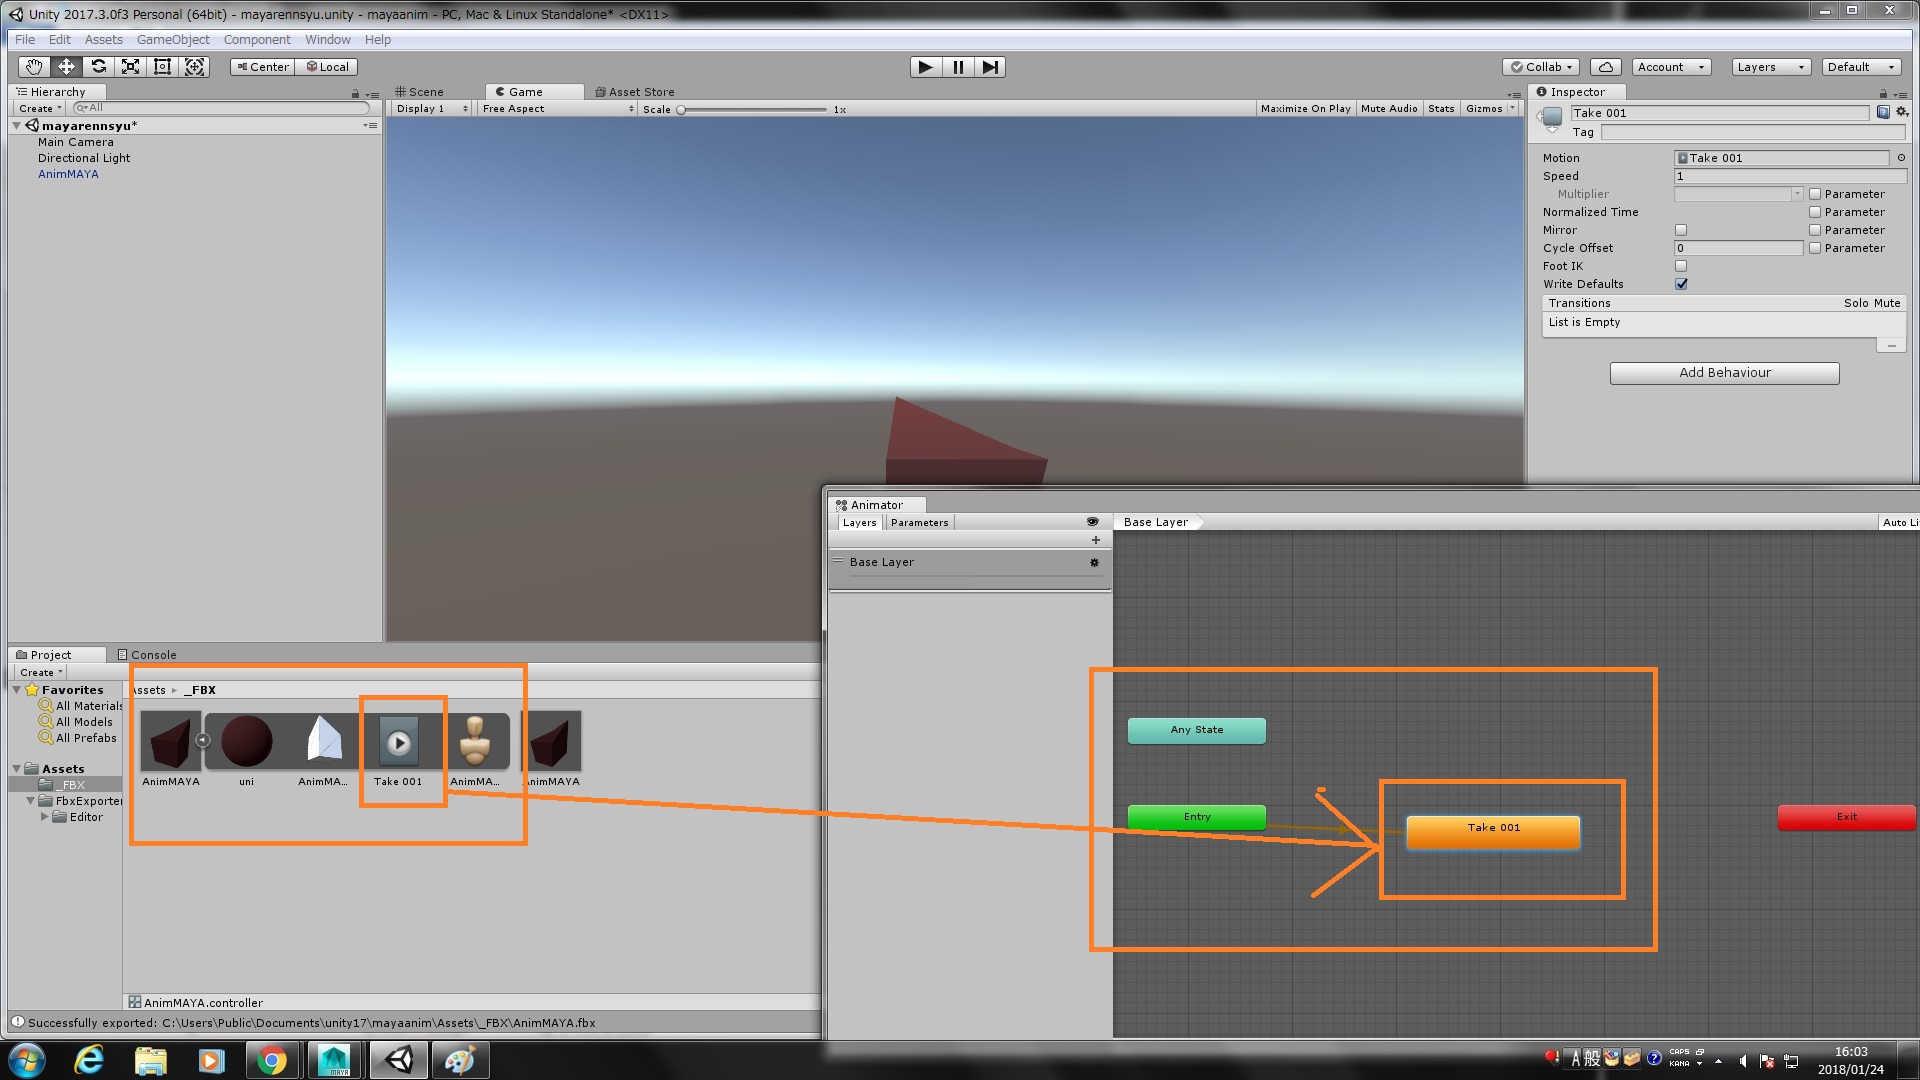 Unity 2017.3.0f3 Personal (64bit) - mayarennsyu.unity - mayaanim - PC, Mac & Linux Standalone* <DX11>
File Edit Assets GameObject Component Window Help
Center Local Collab Account Layers Default
Hierarchy
Create All
mayarennsyu*
Main Camera
Directional Light
AnimMAYA
Scene Game Asset Store
Display 1 Free Aspect Scale 1x Maximize On Play Mute Audio Stats Gizmos
Inspector
Take 001
Tag
Motion Take 001
Speed 1
Multiplier Parameter
Normalized Time Parameter
Mirror Parameter
Cycle Offset 0 Parameter
Foot IK
Write Defaults
Transitions Solo Mute
List is Empty
Add Behaviour
Animator
Layers Parameters
Base Layer Auto Li
Base Layer
Any State
Entry
Take 001
Exit
Project Console
Create
Favorites
All Materials
All Models
All Prefabs
Assets
_FBX
FbxExporter
Editor
Assets _FBX
AnimMAYA uni AnimMA... Take 001 AnimMA... AnimMAYA
AnimMAYA.controller
Successfully exported: C:\Users\Public\Documents\unity17\mayaanim\Assets\_FBX\AnimMAYA.fbx
MAYA
A 般 CAPS
KANA
16:03
2018/01/24